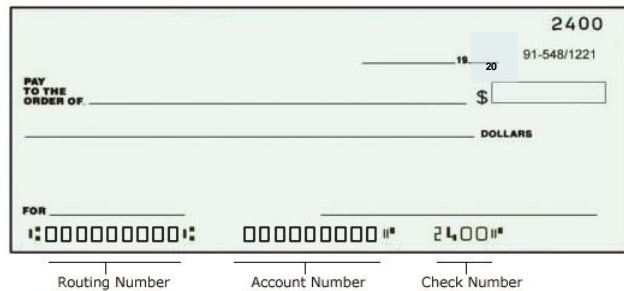 2400
19 20 91-548/1221
PAY
TO THE
ORDER OF $
DOLLARS
FOR
⑆000000000⑆ 000000000⑈ 2400⑈
Routing Number Account Number Check Number